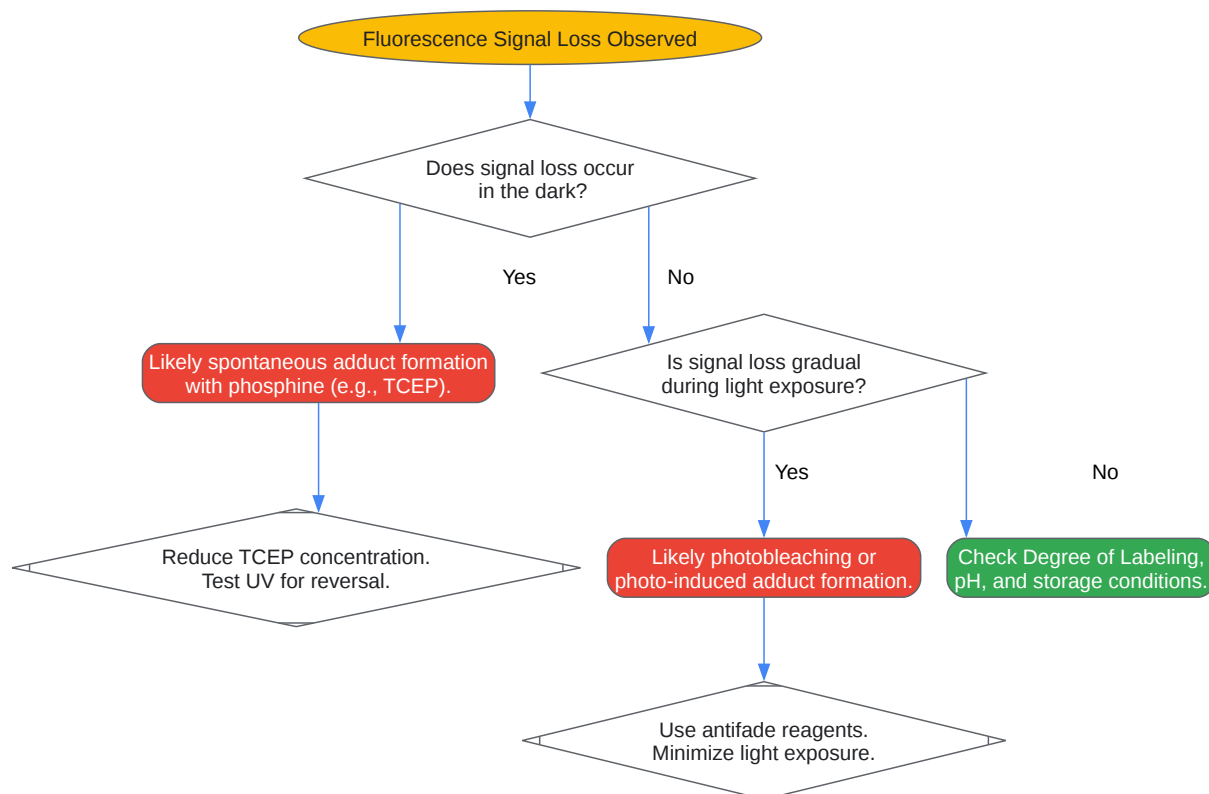 Fluorescence Signal Loss Observed
Does signal loss occur
in the dark?
Yes
No
Likely spontaneous adduct formation
with phosphine (e.g., TCEP).
Is signal loss gradual
during light exposure?
Yes
No
Reduce TCEP concentration.
Test UV for reversal.
Likely photobleaching or
photo-induced adduct formation.
Check Degree of Labeling,
pH, and storage conditions.
Use antifade reagents.
Minimize light exposure.